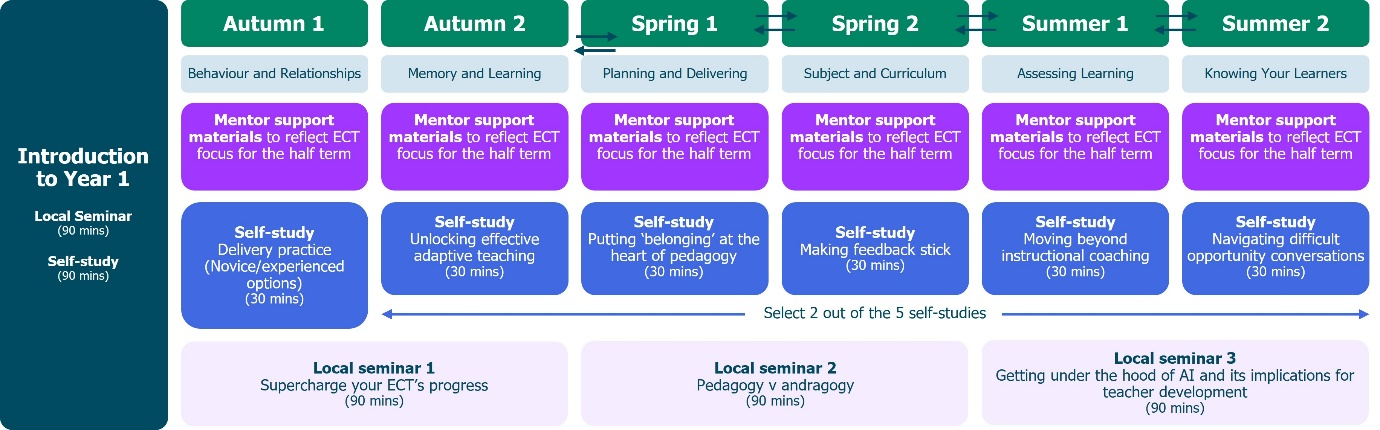 Introduction
to Year 1
Local Seminar
(90 mins)
Self-study
(90 mins)
Autumn 1
Autumn 2
Spring 1
Spring 2
Summer 1
Summer 2
Behaviour and Relationships
Memory and Learning
Planning and Delivering
Subject and Curriculum
Assessing Learning
Knowing Your Learners
Mentor support
materials to reflect ECT
focus for the half term
Mentor support
materials to reflect ECT
focus for the half term
Mentor support
materials to reflect ECT
focus for the half term
Mentor support
materials to reflect ECT
focus for the half term
Mentor support
materials to reflect ECT
focus for the half term
Mentor support
materials to reflect ECT
focus for the half term
Self-study
Delivery practice
(Novice/experienced
options)
(30 mins)
Self-study
Unlocking effective
adaptive teaching
(30 mins)
Self-study
Putting ‘belonging’ at the
heart of pedagogy
(30 mins)
Self-study
Making feedback stick
(30 mins)
Self-study
Moving beyond
instructional coaching
(30 mins)
Self-study
Navigating difficult
opportunity conversations
(30 mins)
Select 2 out of the 5 self-studies
Local seminar 1
Supercharge your ECT’s progress
(90 mins)
Local seminar 2
Pedagogy v andragogy
(90 mins)
Local seminar 3
Getting under the hood of AI and its implications for
teacher development
(90 mins)